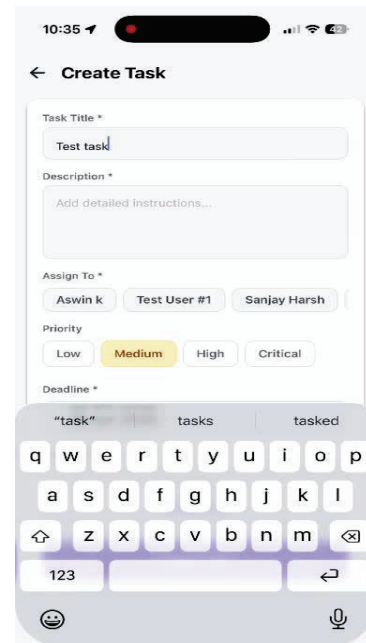 10:35
42
← Create Task
Task Title *
Test task
Description *
Add detailed instructions...
Assign To *
Aswin k Test User #1 Sanjay Harsh
Priority
Low Medium High Critical
Deadline *
"task" tasks tasked
q w e r t y u i o p
a s d f g h j k l
z x c v b n m
123